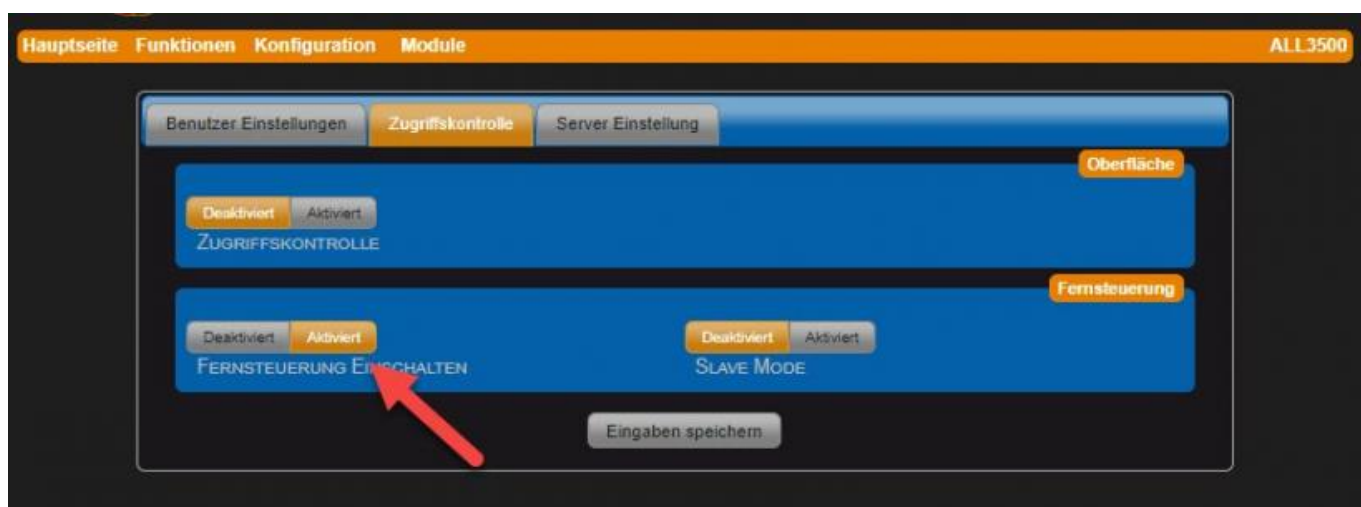 Hauptseite Funktionen Konfiguration Module ALL3500
Benutzer Einstellungen Zugriffskontrolle Server Einstellung
Oberfläche
Deaktiviert Aktiviert
ZUGRIFFSKONTROLLE
Fernsteuerung
Deaktiviert Aktiviert Deaktiviert Aktiviert
FERNSTEUERUNG EINSCHALTEN SLAVE MODE
Eingaben speichern